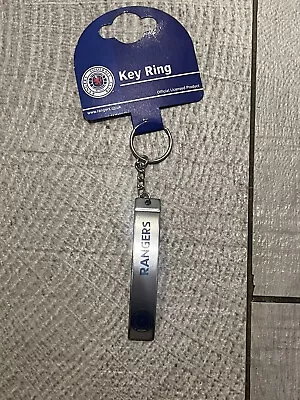 Key Ring
Official Licensed Product
www.rangers.co.uk
RANGERS